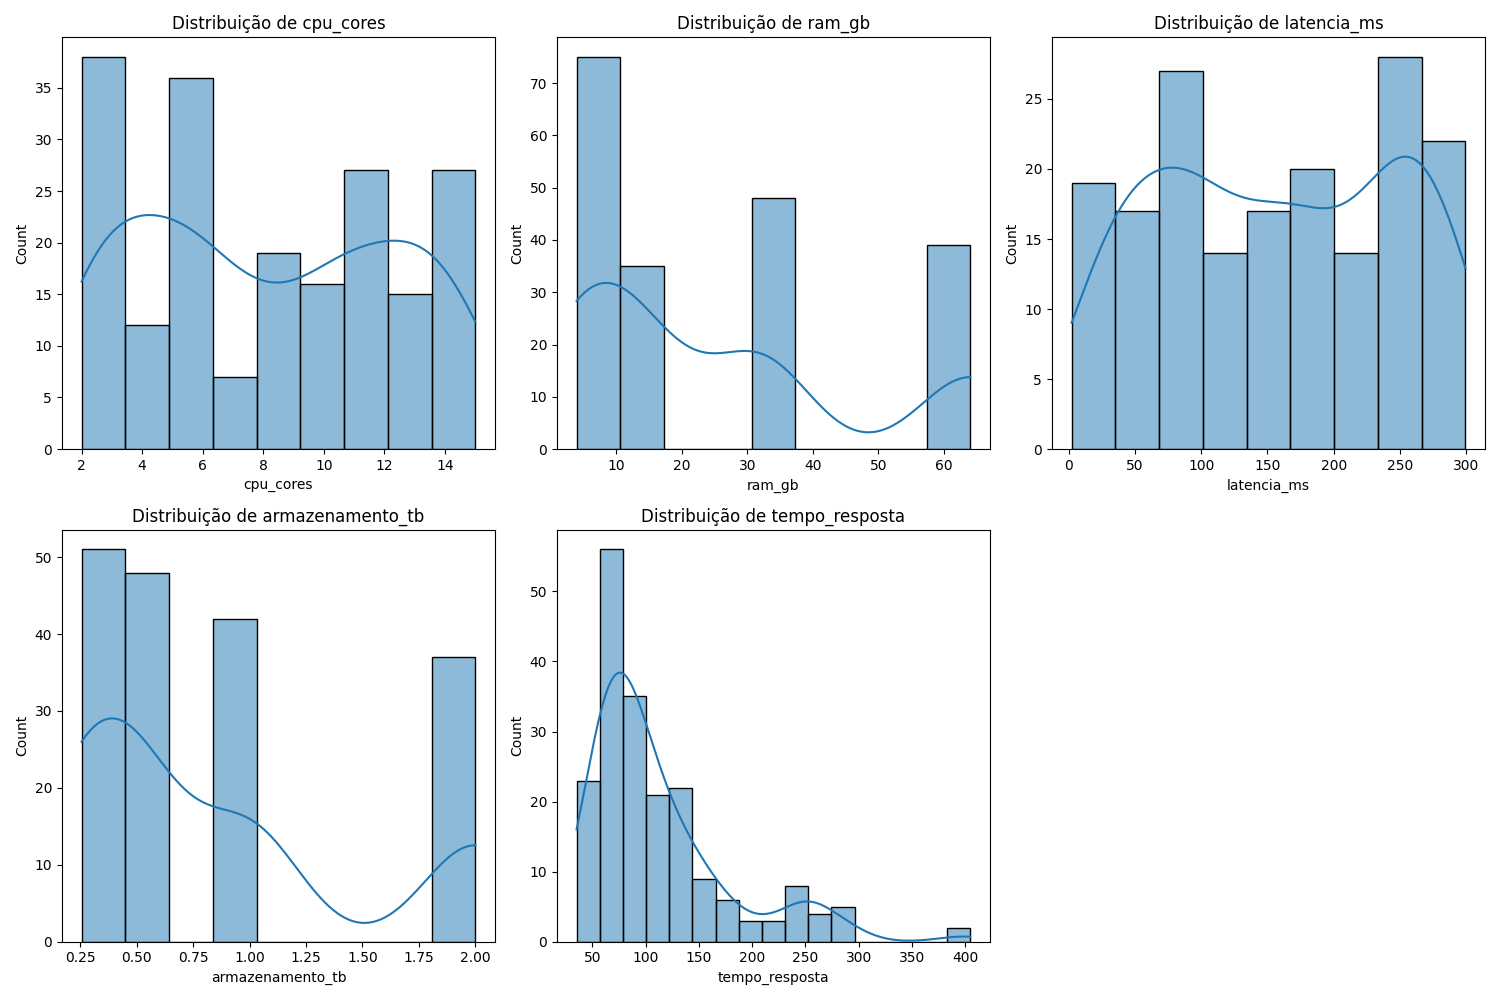 Distribuição de cpu_cores
Count
0
5
10
15
20
25
30
35
2 4 6 8 10 12 14
cpu_cores
Distribuição de ram_gb
Count
0
10
20
30
40
50
60
70
10 20 30 40 50 60
ram_gb
Distribuição de latencia_ms
Count
0
5
10
15
20
25
0 50 100 150 200 250 300
latencia_ms
Distribuição de armazenamento_tb
Count
0
10
20
30
40
50
0.25 0.50 0.75 1.00 1.25 1.50 1.75 2.00
armazenamento_tb
Distribuição de tempo_resposta
Count
0
10
20
30
40
50
50 100 150 200 250 300 350 400
tempo_resposta